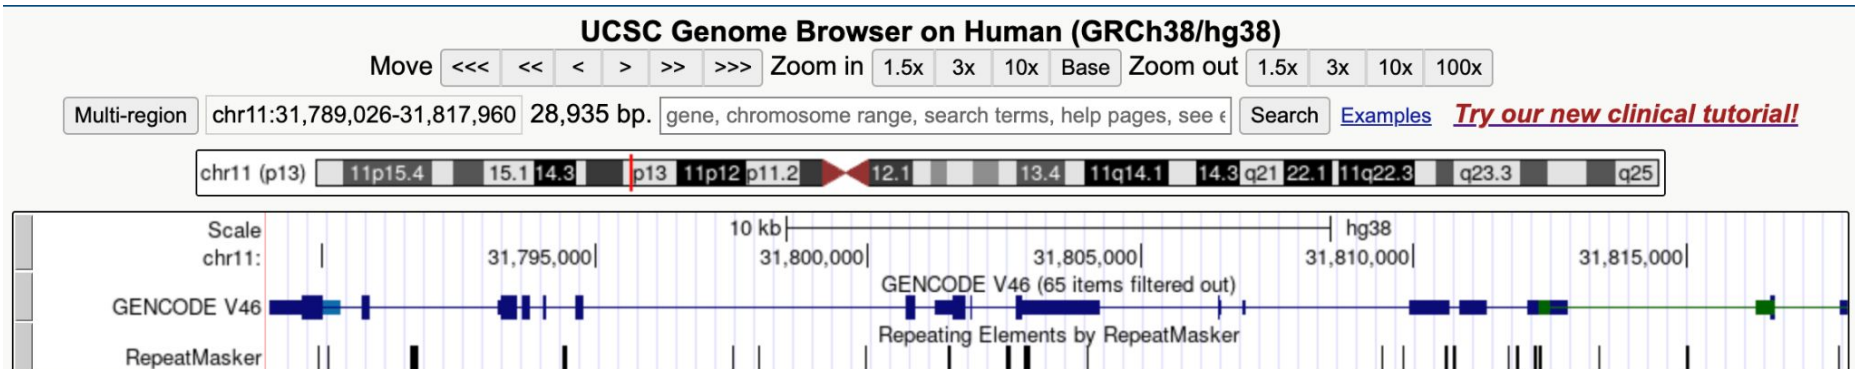 UCSC Genome Browser on Human (GRCh38/hg38)
Move <<< << < > >> >>> Zoom in 1.5x 3x 10x Base Zoom out 1.5x 3x 10x 100x
Multi-region chr11:31,789,026-31,817,960 28,935 bp. gene, chromosome range, search terms, help pages, see e Search Examples Try our new clinical tutorial!
chr11 (p13) 11p15.4 15.1 14.3 p13 11p12 p11.2 12.1 13.4 11q14.1 14.3 q21 22.1 11q22.3 q23.3 q25
Scale 10 kb hg38
chr11: 31,795,000 31,800,000 31,805,000 31,810,000 31,815,000
GENCODE V46 (65 items filtered out)
GENCODE V46
Repeating Elements by RepeatMasker
RepeatMasker